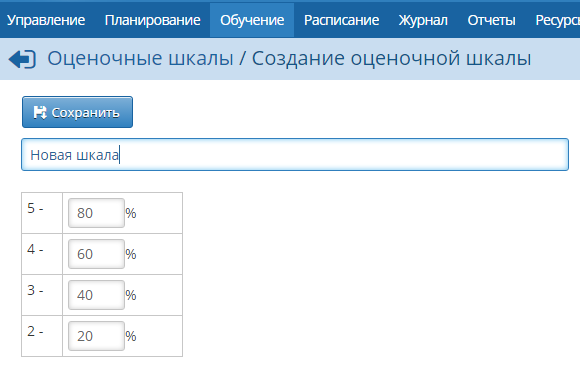 Управление Планирование Обучение Расписание Журнал Отчеты
Оценочные шкалы / Создание оценочной шкалы
Сохранить
Новая шкала
5 - 80 %
4 - 60 %
3 - 40 %
2 - 20 %